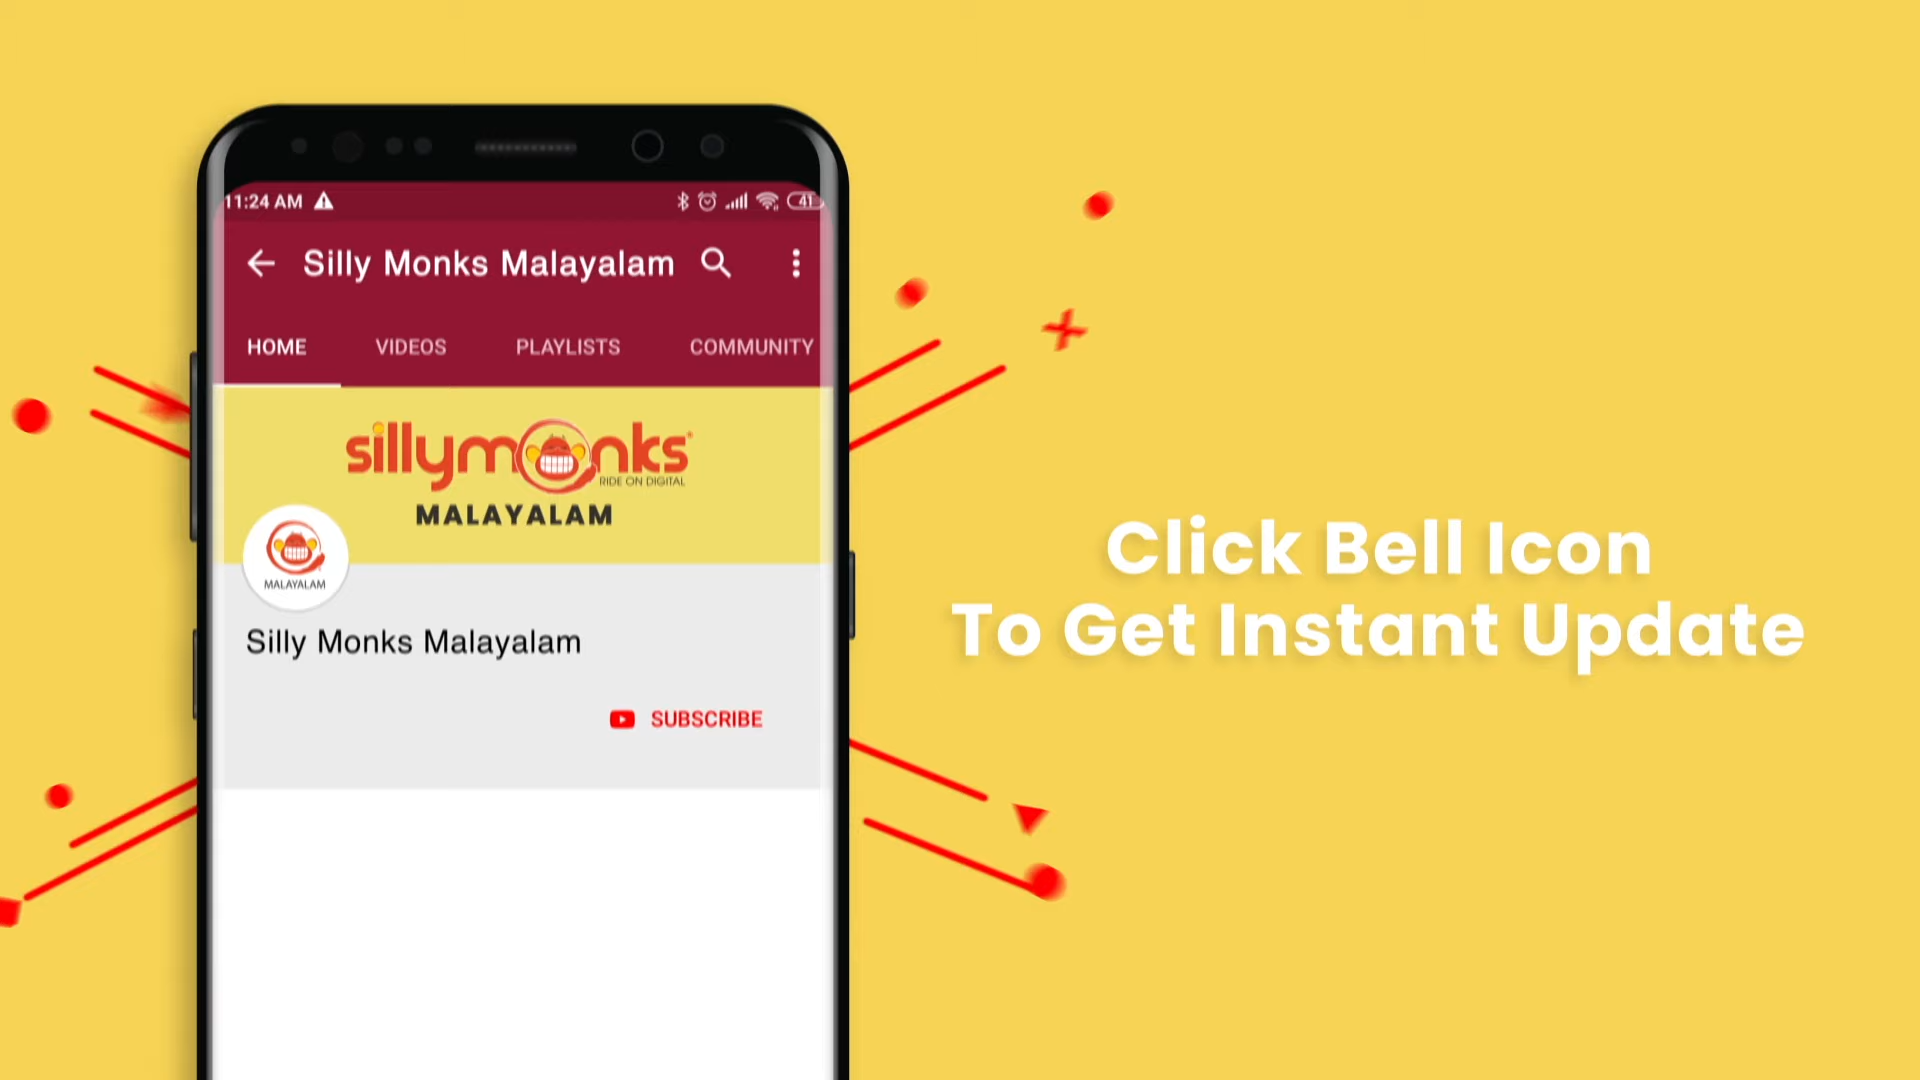 11:24 AM
41
Silly Monks Malayalam
HOME VIDEOS PLAYLISTS COMMUNITY
sillymonks
RIDE ON DIGITAL
MALAYALAM
MALAYALAM
Silly Monks Malayalam
SUBSCRIBE
Click Bell Icon
To Get Instant Update